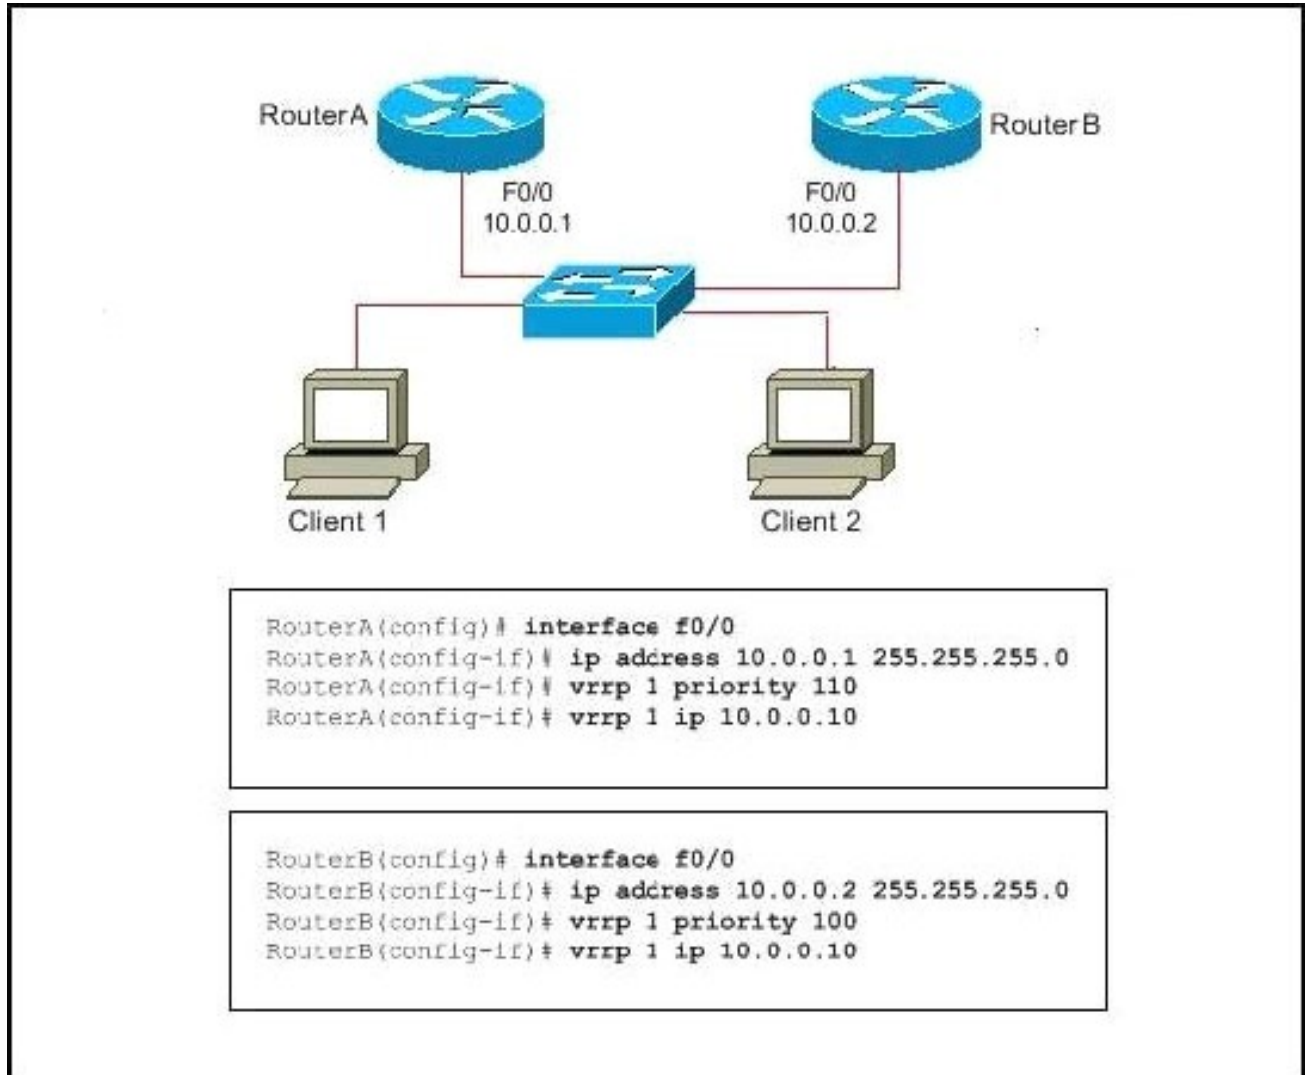 RouterA
RouterB
F0/0
10.0.0.1
F0/0
10.0.0.2
Client 1
Client 2
RouterA(config)# interface f0/0
RouterA(config-if)# ip address 10.0.0.1 255.255.255.0
RouterA(config-if)# vrrp 1 priority 110
RouterA(config-if)# vrrp 1 ip 10.0.0.10
RouterB(config)# interface f0/0
RouterB(config-if)# ip address 10.0.0.2 255.255.255.0
RouterB(config-if)# vrrp 1 priority 100
RouterB(config-if)# vrrp 1 ip 10.0.0.10